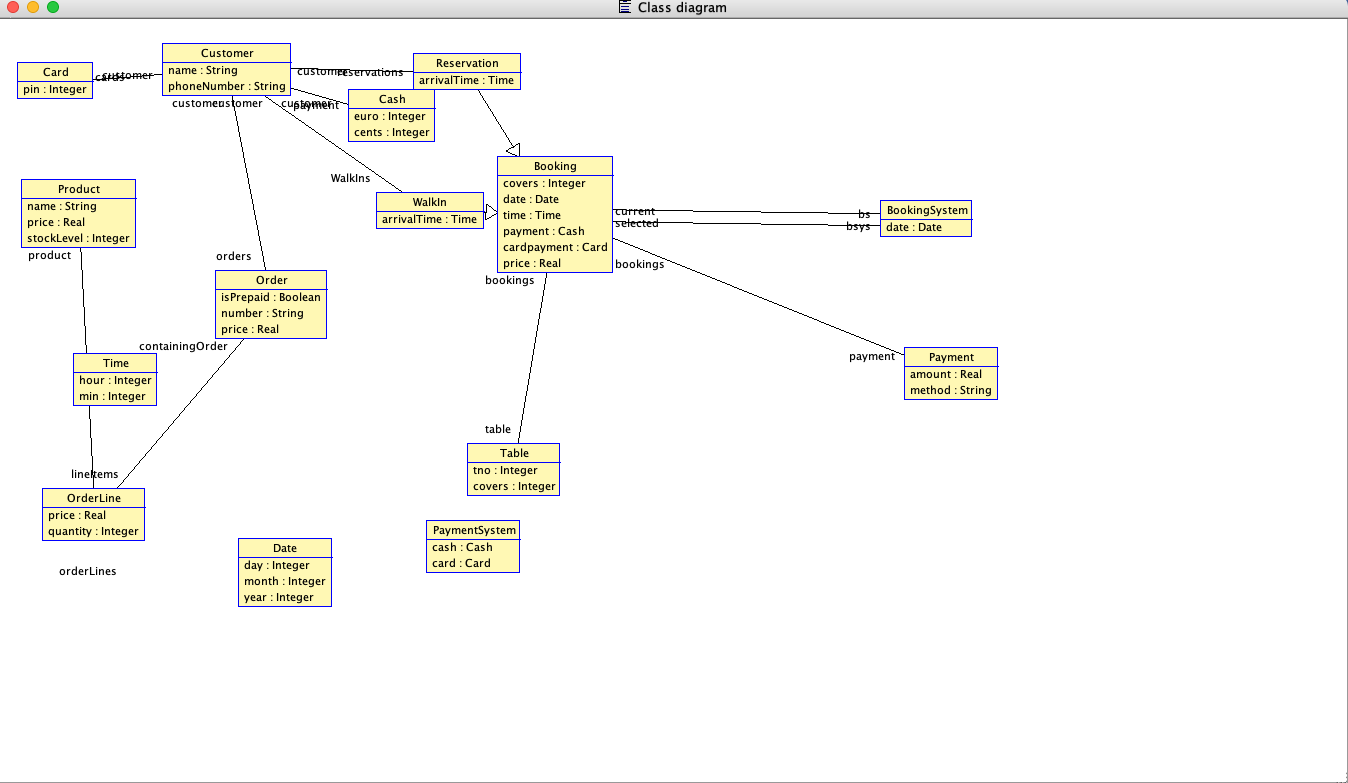 Class diagram
Customer
name : String
phoneNumber : String
Card
pin : Integer
cards
customer
customer
reservations
Reservation
arrivalTime : Time
customer
customer
customer
payment
Cash
euro : Integer
cents : Integer
WalkIns
WalkIn
arrivalTime : Time
Booking
covers : Integer
date : Date
time : Time
payment : Cash
cardpayment : Card
price : Real
current
selected
bs
bsys
BookingSystem
date : Date
Product
name : String
price : Real
stockLevel : Integer
product
orders
Order
isPrepaid : Boolean
number : String
price : Real
bookings
bookings
containingOrder
Time
hour : Integer
min : Integer
payment
Payment
amount : Real
method : String
table
Table
tno : Integer
covers : Integer
lineItems
OrderLine
price : Real
quantity : Integer
orderLines
PaymentSystem
cash : Cash
card : Card
Date
day : Integer
month : Integer
year : Integer